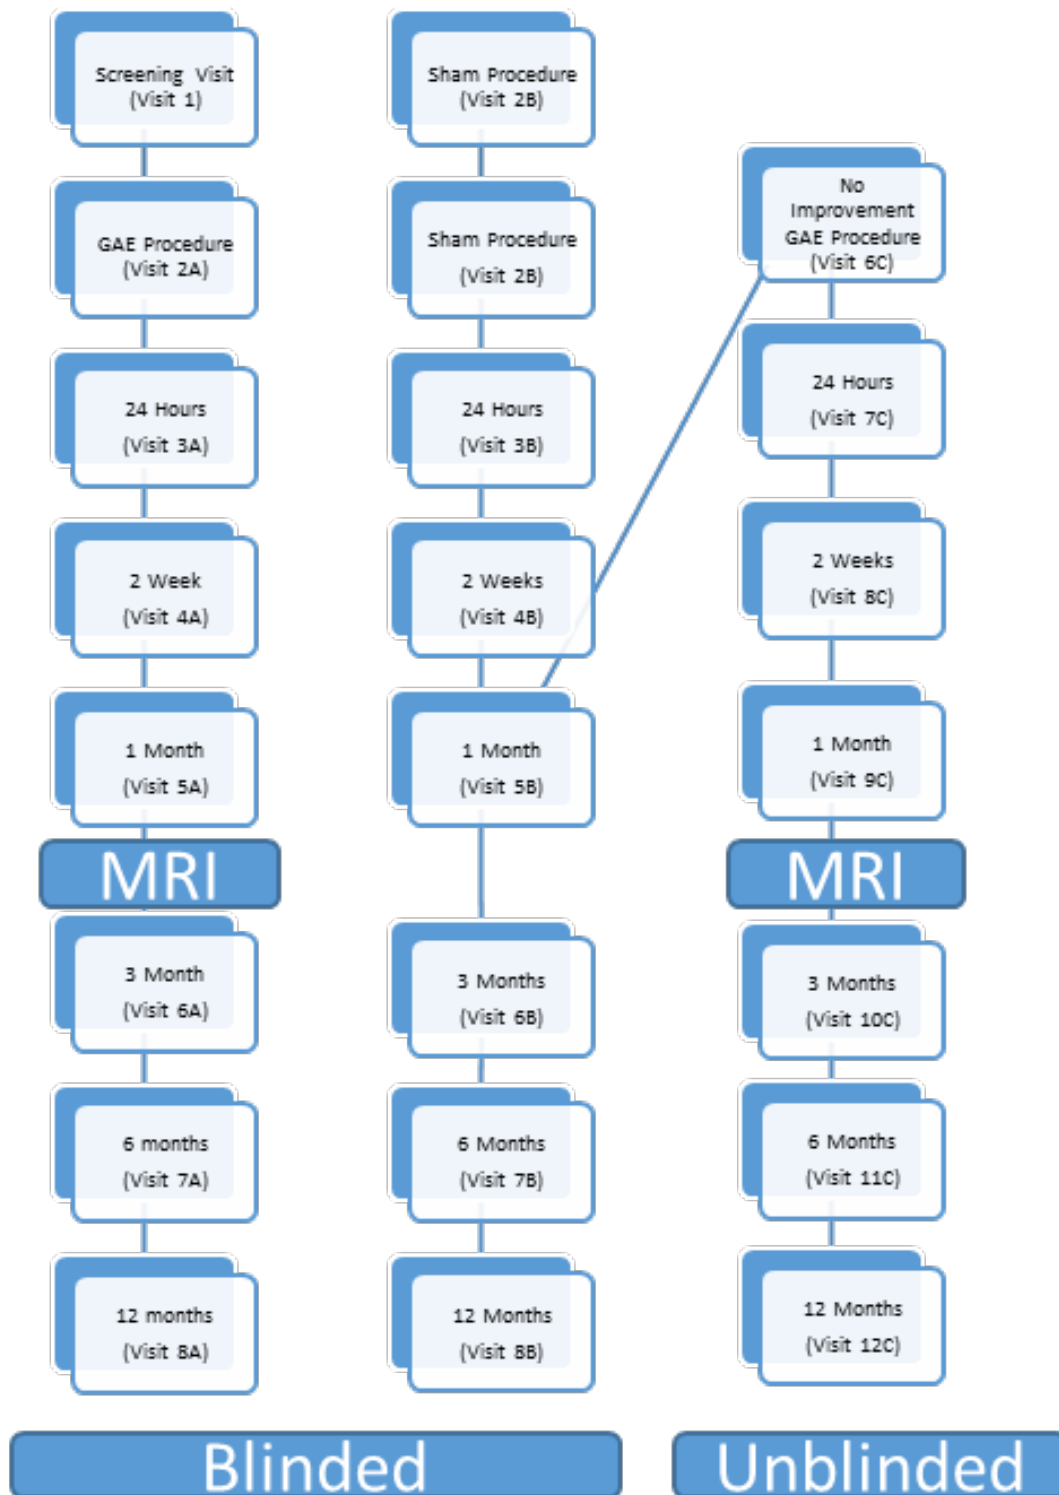 Screening Visit
(Visit 1)
GAE Procedure
(Visit 2A)
24 Hours
(Visit 3A)
2 Week
(Visit 4A)
1 Month
(Visit 5A)
MRI
3 Month
(Visit 6A)
6 months
(Visit 7A)
12 months
(Visit 8A)
Sham Procedure
(Visit 2B)
Sham Procedure
(Visit 2B)
24 Hours
(Visit 3B)
2 Weeks
(Visit 4B)
1 Month
(Visit 5B)
3 Months
(Visit 6B)
6 Months
(Visit 7B)
12 Months
(Visit 8B)
No
Improvement
GAE Procedure
(Visit 6C)
24 Hours
(Visit 7C)
2 Weeks
(Visit 8C)
1 Month
(Visit 9C)
MRI
3 Months
(Visit 10C)
6 Months
(Visit 11C)
12 Months
(Visit 12C)
Blinded
Unblinded